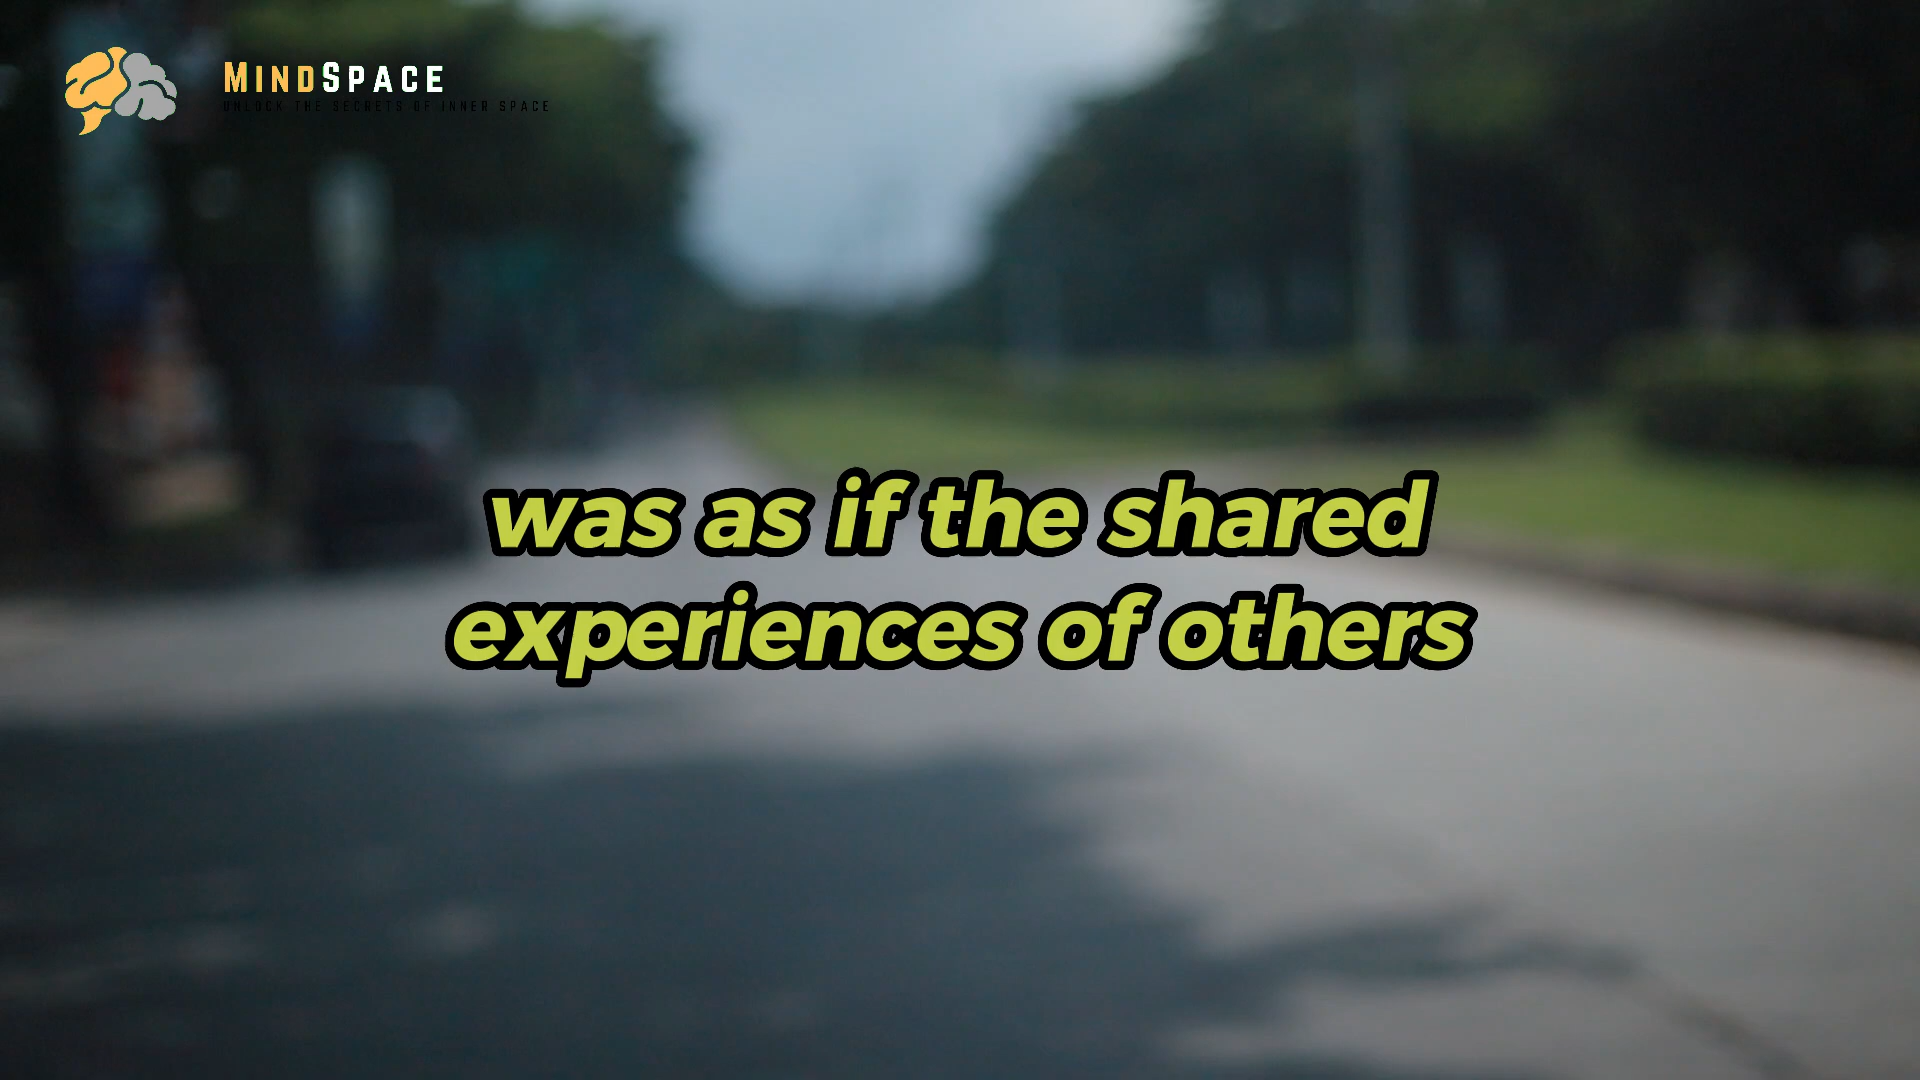 MINDSPACE
UNLOCK THE SECRETS OF INNER SPACE
was as if the shared
experiences of others